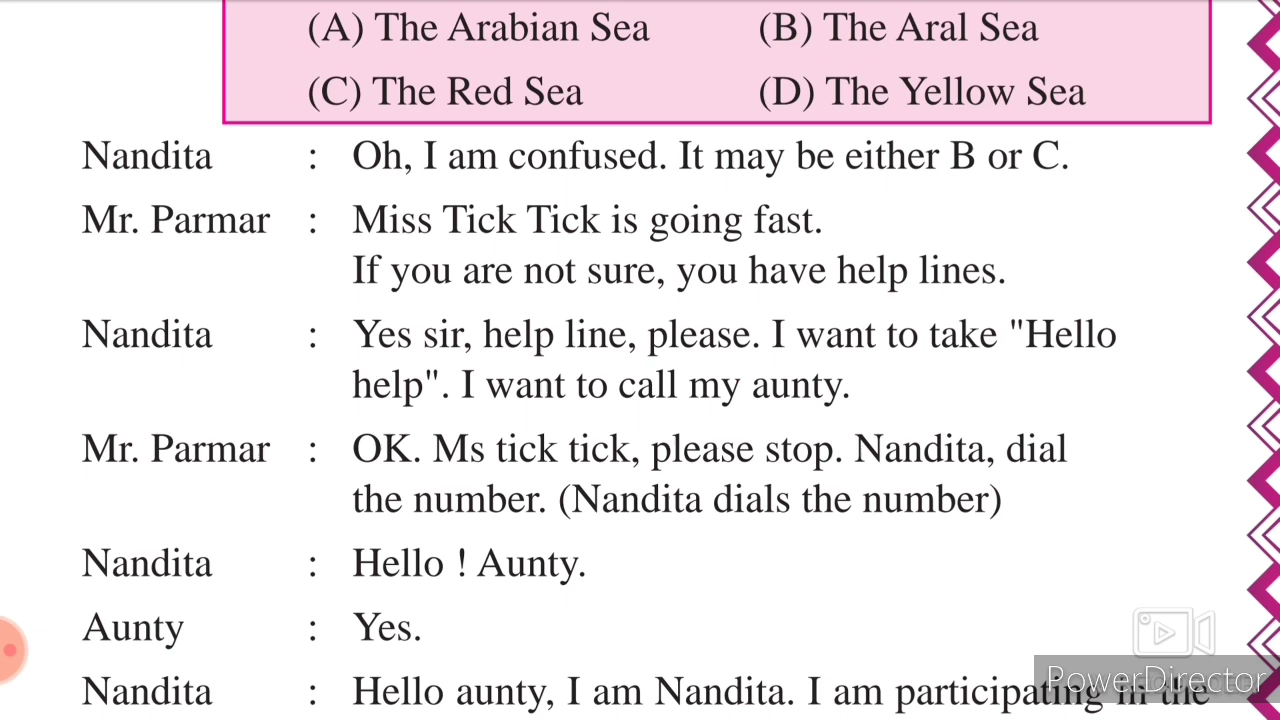 (A) The Arabian Sea (B) The Aral Sea
(C) The Red Sea (D) The Yellow Sea
Nandita : Oh, I am confused. It may be either B or C.
Mr. Parmar : Miss Tick Tick is going fast.
If you are not sure, you have help lines.
Nandita : Yes sir, help line, please. I want to take "Hello
help". I want to call my aunty.
Mr. Parmar : OK. Ms tick tick, please stop. Nandita, dial
the number. (Nandita dials the number)
Nandita : Hello ! Aunty.
Aunty : Yes.
Nandita : Hello aunty, I am Nandita. I am participating in the
PowerDirector